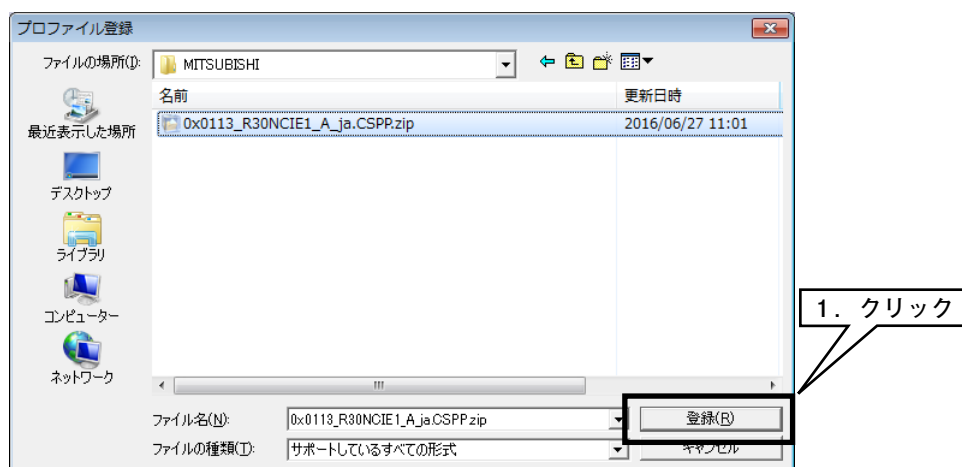 プロファイル登録
ファイルの場所(I):
MITSUBISHI
名前
更新日時
0x0113_R30NCIE1_A_ja.CSPP.zip
2016/06/27 11:01
最近表示した場所
デスクトップ
ライブラリ
コンピューター
ネットワーク
1. クリック
ファイル名(N):
0x0113_R30NCIE1_A_ja.CSPP.zip
登録(R)
ファイルの種類(T):
サポートしているすべての形式
キャンセル